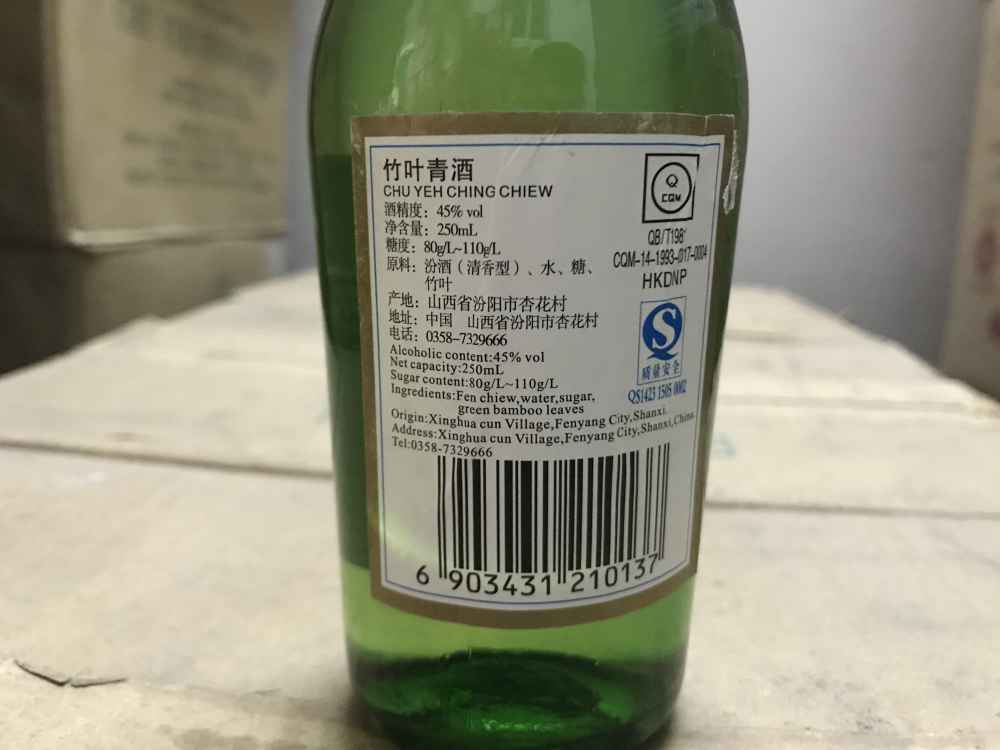 竹叶青酒
CHU YEH CHING CHIEW
酒精度：45% vol
净含量：250mL
糖度：80g/L~110g/L
原料：汾酒（清香型）、水、糖、
竹叶
产地：山西省汾阳市杏花村
地址：中国 山西省汾阳市杏花村
电话：0358-7329666
Alcoholic content:45% vol
Net capacity:250mL
Sugar content:80g/L~110g/L
Ingredients:Fen chiew,water,sugar,
green bamboo leaves
Origin:Xinghua cun Village,Fenyang City,Shanxi.
Address:Xinghua cun Village,Fenyang City,Shanxi,China.
Tel:0358-7329666
6 903431 210137
Q
CQM
QB/T1981
CQM-14-1993-017-0004
HKDNP
QS
质量安全
QS1423 1505 0002